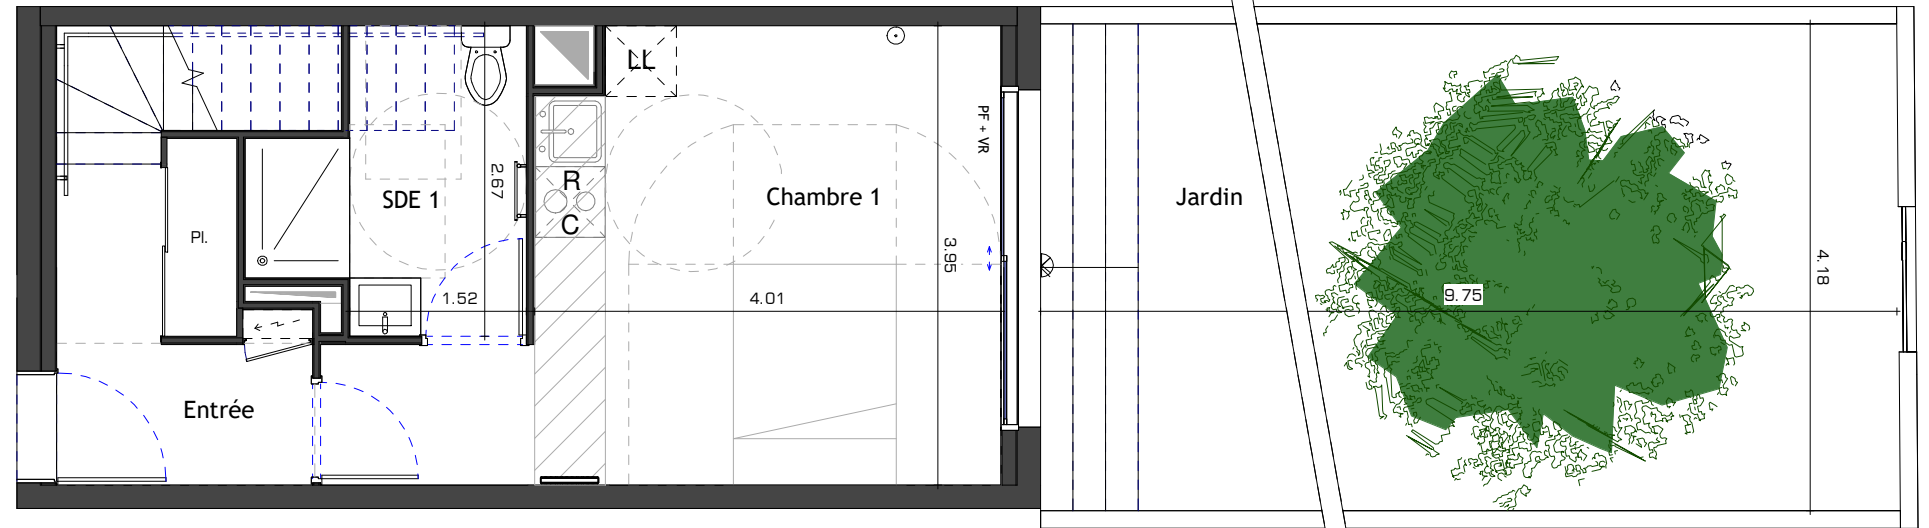 LL
PF + VR
2.67
R
SDE 1
Chambre 1
Jardin
C
Pl.
3.95
4.18
1.52
4.01
9.75
Entrée